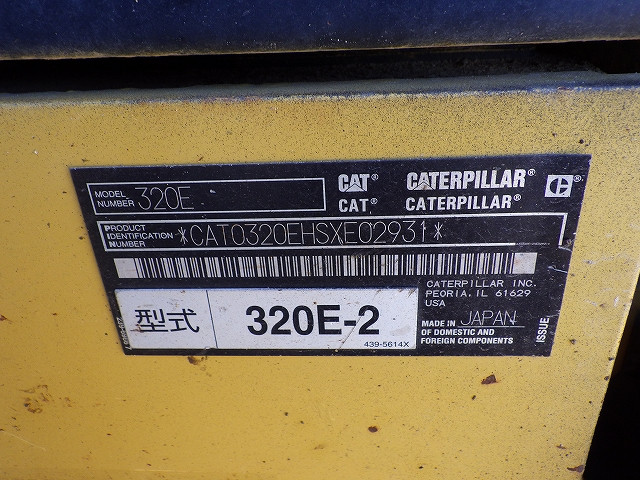 MODEL NUMBER 320E
CAT® CATERPILLAR®
CAT® CATERPILLAR®
PRODUCT IDENTIFICATION NUMBER *CAT0320EHSXE02931*
CATERPILLAR INC.
PEORIA, IL 61629
USA
型式 320E-2
439-5614X
MADE IN JAPAN
OF DOMESTIC AND
FOREIGN COMPONENTS
ISSUE.